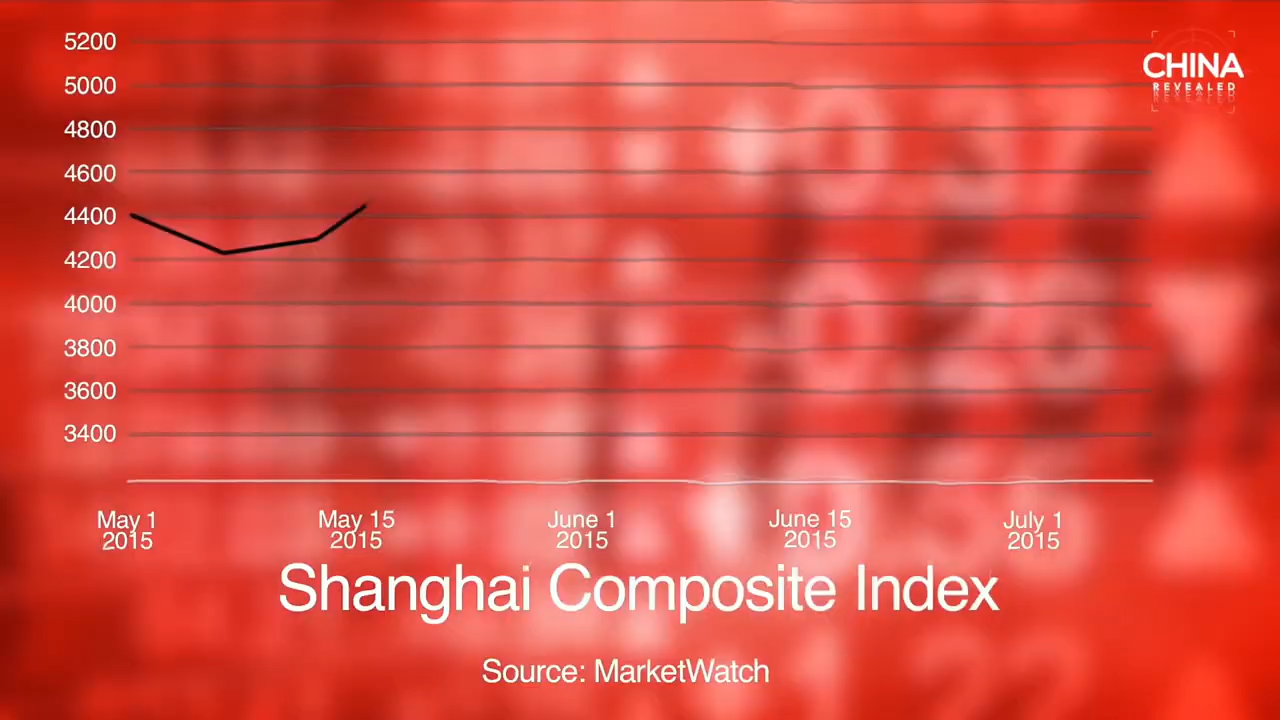 5200
5000
4800
4600
4400
4200
4000
3800
3600
3400
CHINA
REVEALED
May 1
2015
May 15
2015
June 1
2015
June 15
2015
July 1
2015
Shanghai Composite Index
Source: MarketWatch